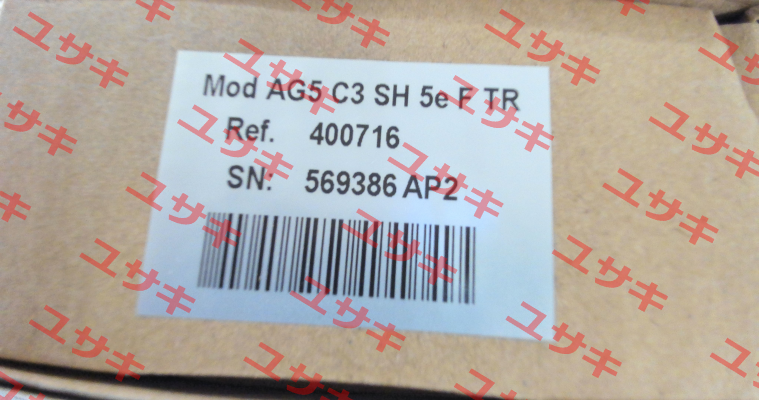 Mod AG5 C3 SH 5e F TR
Ref. 400716
SN: 569386 AP2
ユサキ